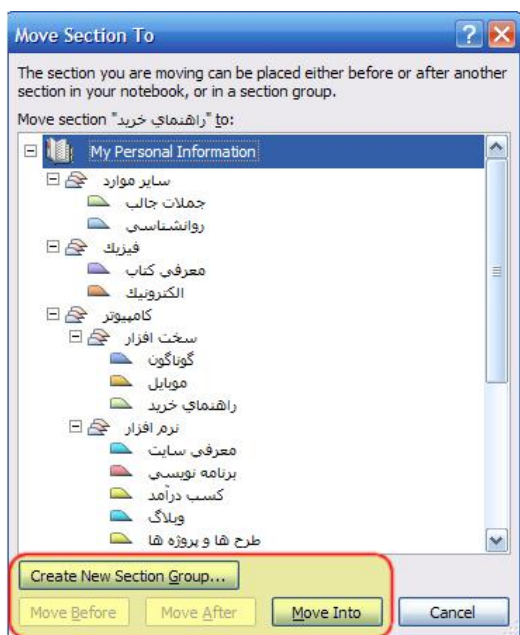 Move Section To
The section you are moving can be placed either before or after another
section in your notebook, or in a section group.
Move section "راهنماي خريد" to:
My Personal Information
ساير موارد
جملات جالب
روانشناسي
فيزيك
معرفي كتاب
الكترونيك
كامپيوتر
سخت افزار
گوناگون
موبايل
راهنماي خريد
نرم افزار
معرفي سايت
برنامه نويسي
كسب درآمد
وبلاگ
طرح ها و پروژه ها
Create New Section Group...
Move Before Move After Move Into Cancel